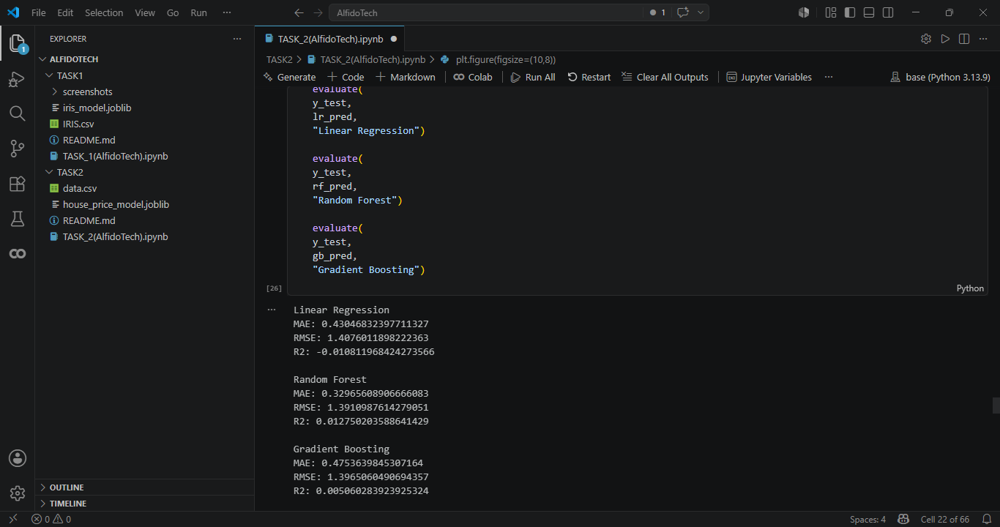 File Edit Selection View Go Run ···
AlfidoTech
1
EXPLORER ···
ALFIDOTECH
TASK1
screenshots
iris_model.joblib
IRIS.csv
README.md
TASK_1(AlfidoTech).ipynb
TASK2
data.csv
house_price_model.joblib
README.md
TASK_2(AlfidoTech).ipynb
OUTLINE
TIMELINE
1
TASK_2(AlfidoTech).ipynb
TASK2 > TASK_2(AlfidoTech).ipynb > plt.figure(figsize=(10,8))
Generate + Code + Markdown Colab Run All Restart Clear All Outputs Jupyter Variables ··· base (Python 3.13.9)
evaluate(
y_test,
lr_pred,
"Linear Regression")
evaluate(
y_test,
rf_pred,
"Random Forest")
evaluate(
y_test,
gb_pred,
"Gradient Boosting")
[26]
Python
Linear Regression
MAE: 0.43046832397711327
RMSE: 1.4076011898222363
R2: -0.010811968424273566
Random Forest
MAE: 0.32965608906666083
RMSE: 1.3910987614279051
R2: 0.012750203588641429
Gradient Boosting
MAE: 0.4753639845307164
RMSE: 1.3965060490694357
R2: 0.005060283923925324
0 0
Spaces: 4 Cell 22 of 66